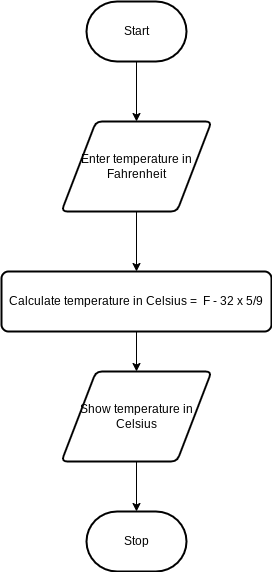 Start
Enter temperature in
Fahrenheit
Calculate temperature in Celsius =  F - 32 x 5/9
Show temperature in
Celsius
Stop